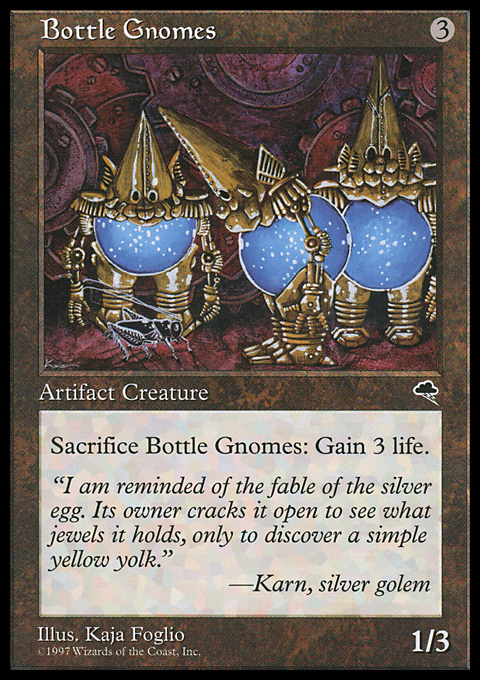 Bottle Gnomes 3
Artifact Creature
Sacrifice Bottle Gnomes: Gain 3 life.
“I am reminded of the fable of the silver
egg. Its owner cracks it open to see what
jewels it holds, only to discover a simple
yellow yolk.”
—Karn, silver golem
Illus. Kaja Foglio
©1997 Wizards of the Coast, Inc.
1/3